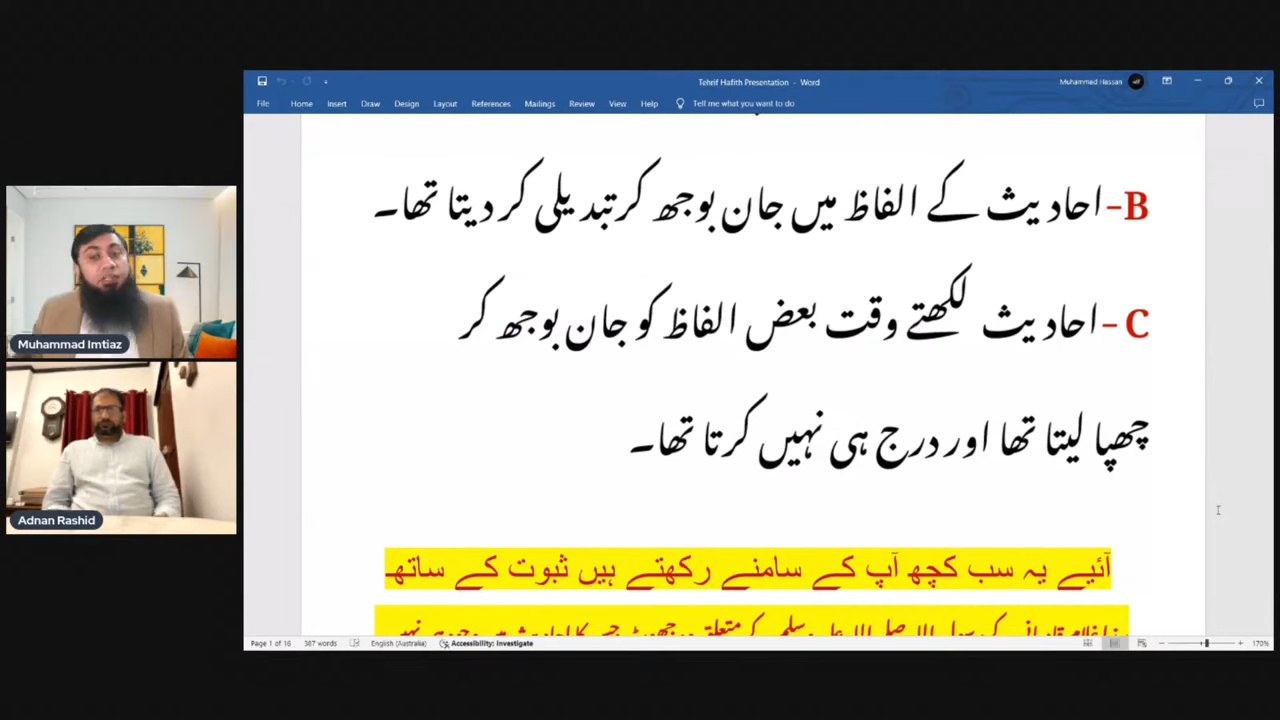 Tehrif Hafith Presentation - Word
Muhammed Hassan
File Home Insert Draw Design Layout References Mailings Review View Help Tell me what you want to do
B- احادیث کے الفاظ میں جان بوجھ کر تبدیلی کر دیتا تھا۔
C - احادیث لکھتے وقت بعض الفاظ کو جان بوجھ کر
چھپا لیتا تھا اور درج ہی نہیں کرتا تھا۔
آئیے یہ سب کچھ آپ کے سامنے رکھتے ہیں ثبوت کے ساتھ
Muhammad Imtiaz
Adnan Rashid
Page 1 of 16 387 words English (Australia) Accessibility: Investigate 170%